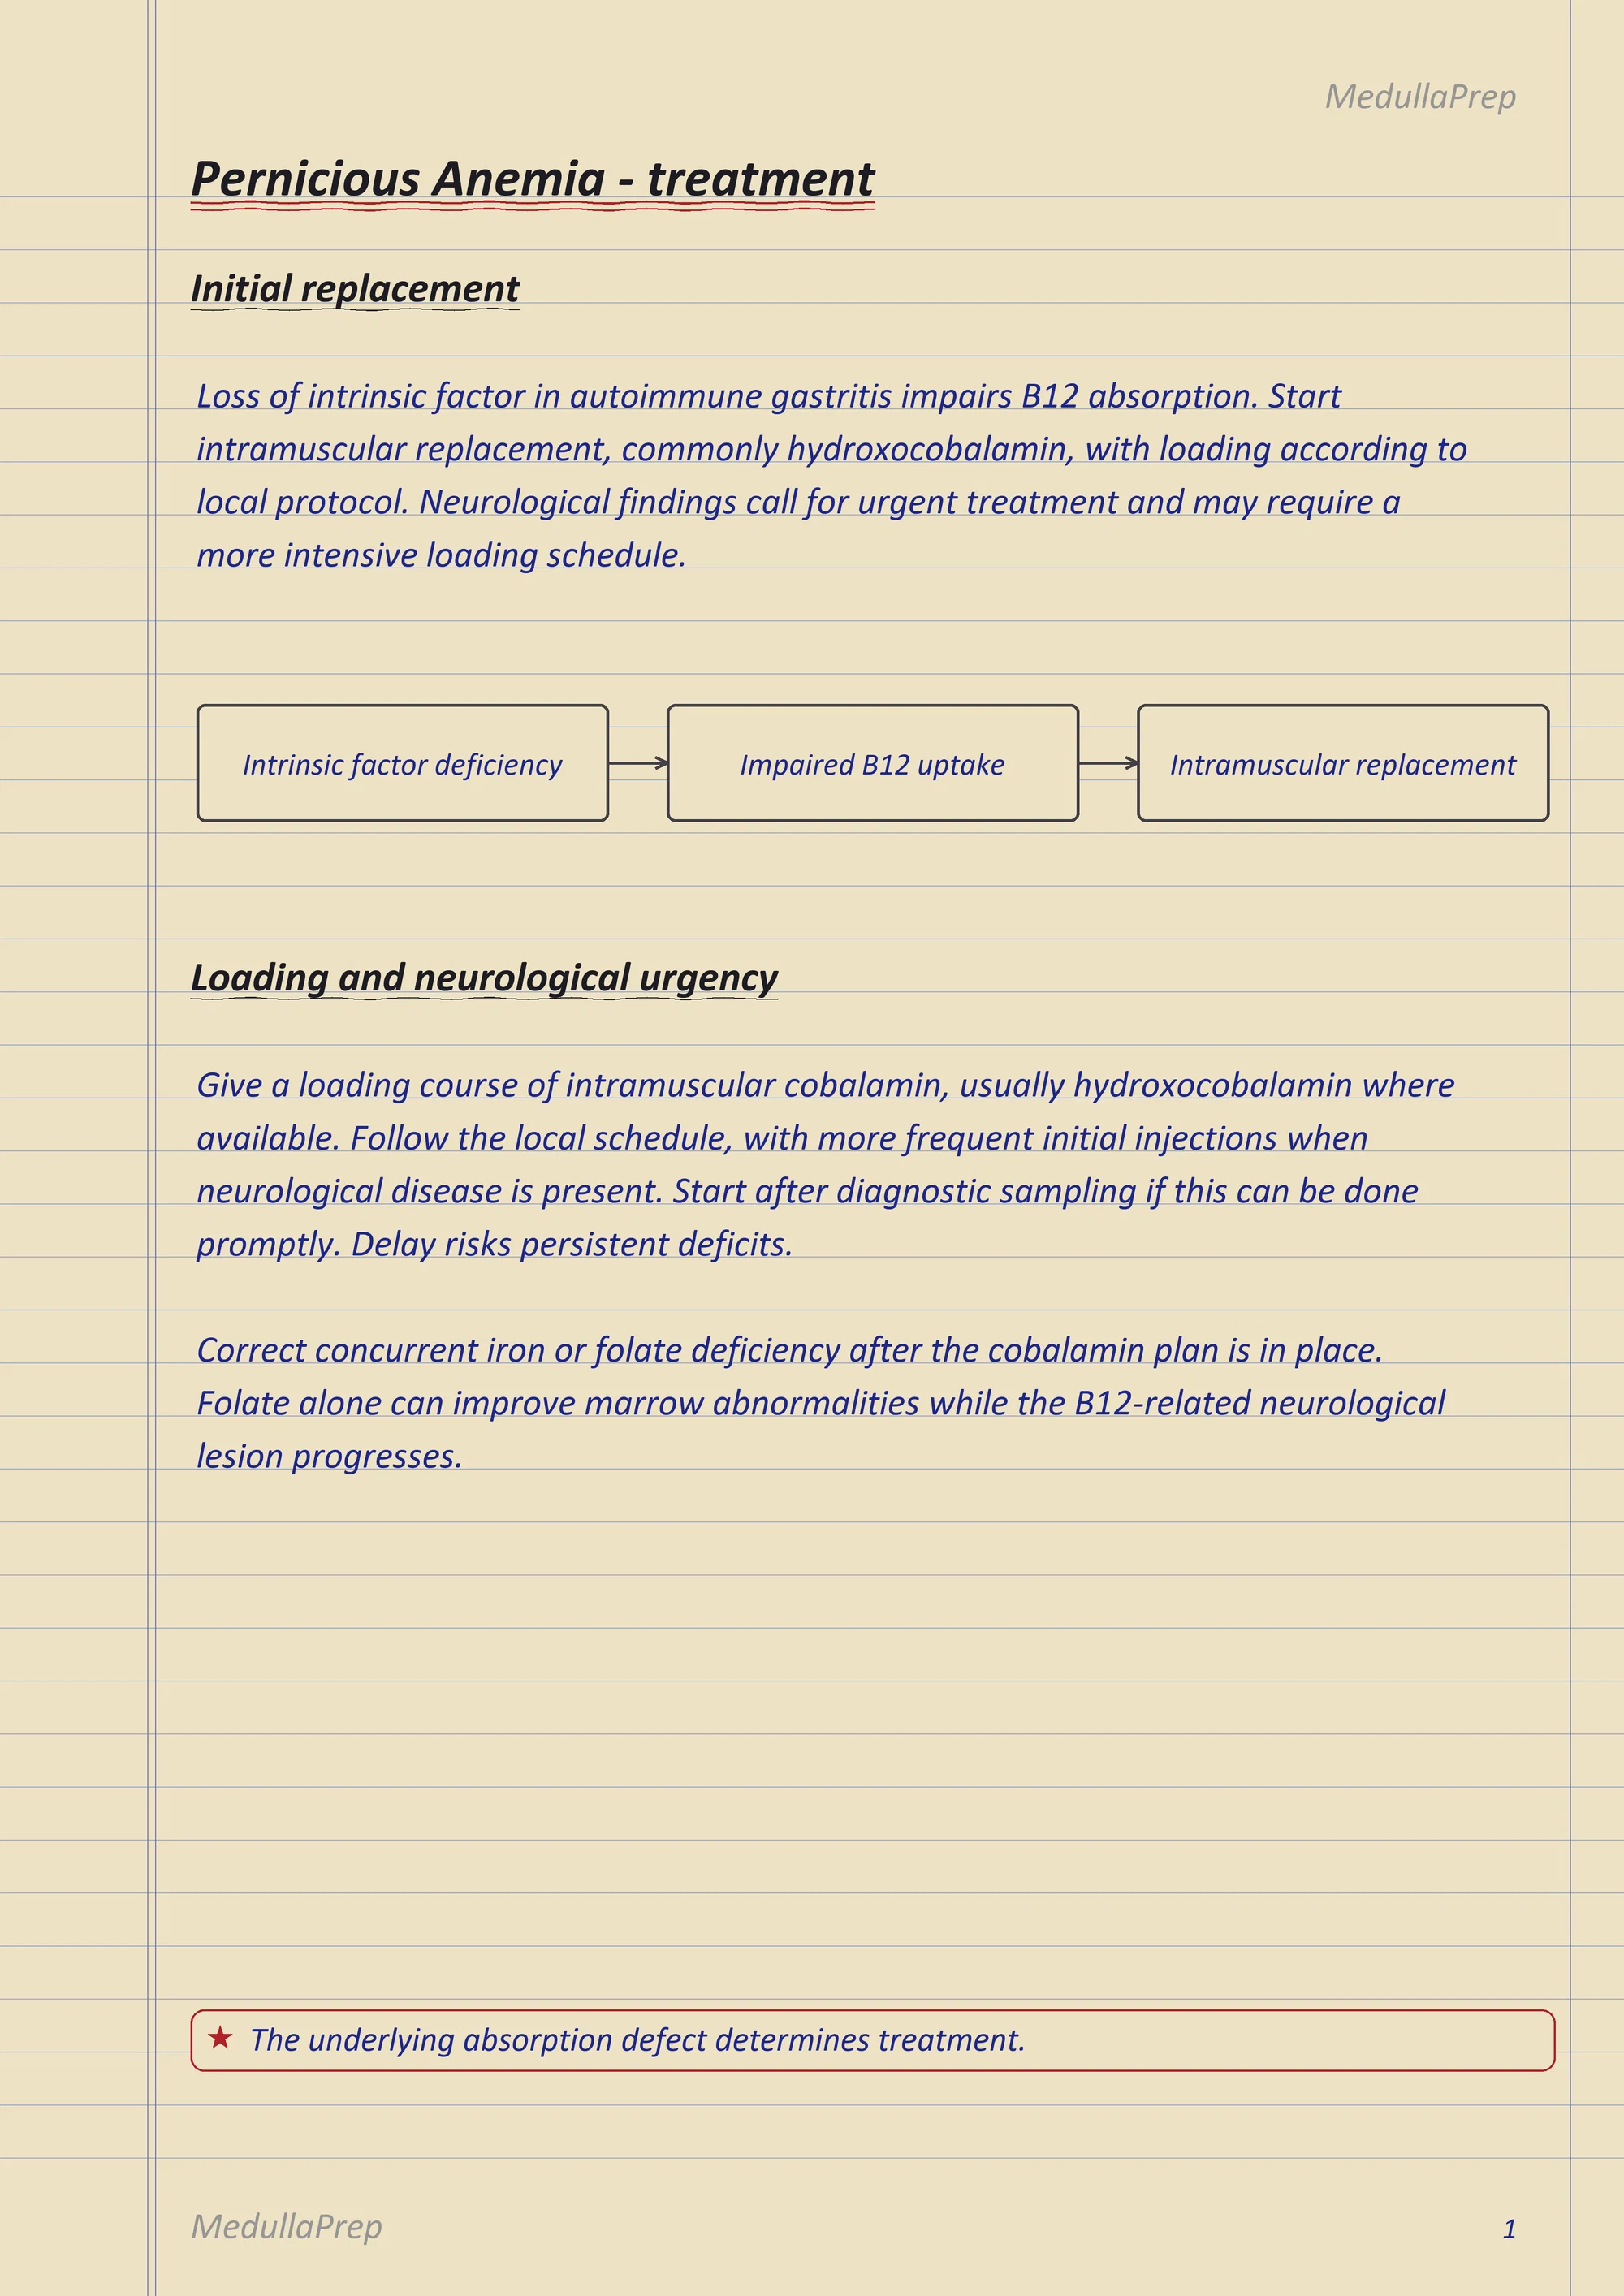 MedullaPrep
Pernicious Anemia - treatment
Initial replacement
Loss of intrinsic factor in autoimmune gastritis impairs B12 absorption. Start
intramuscular replacement, commonly hydroxocobalamin, with loading according to
local protocol. Neurological findings call for urgent treatment and may require a
more intensive loading schedule.
Intrinsic factor deficiency
Impaired B12 uptake
Intramuscular replacement
Loading and neurological urgency
Give a loading course of intramuscular cobalamin, usually hydroxocobalamin where
available. Follow the local schedule, with more frequent initial injections when
neurological disease is present. Start after diagnostic sampling if this can be done
promptly. Delay risks persistent deficits.
Correct concurrent iron or folate deficiency after the cobalamin plan is in place.
Folate alone can improve marrow abnormalities while the B12-related neurological
lesion progresses.
★ The underlying absorption defect determines treatment.
MedullaPrep
1